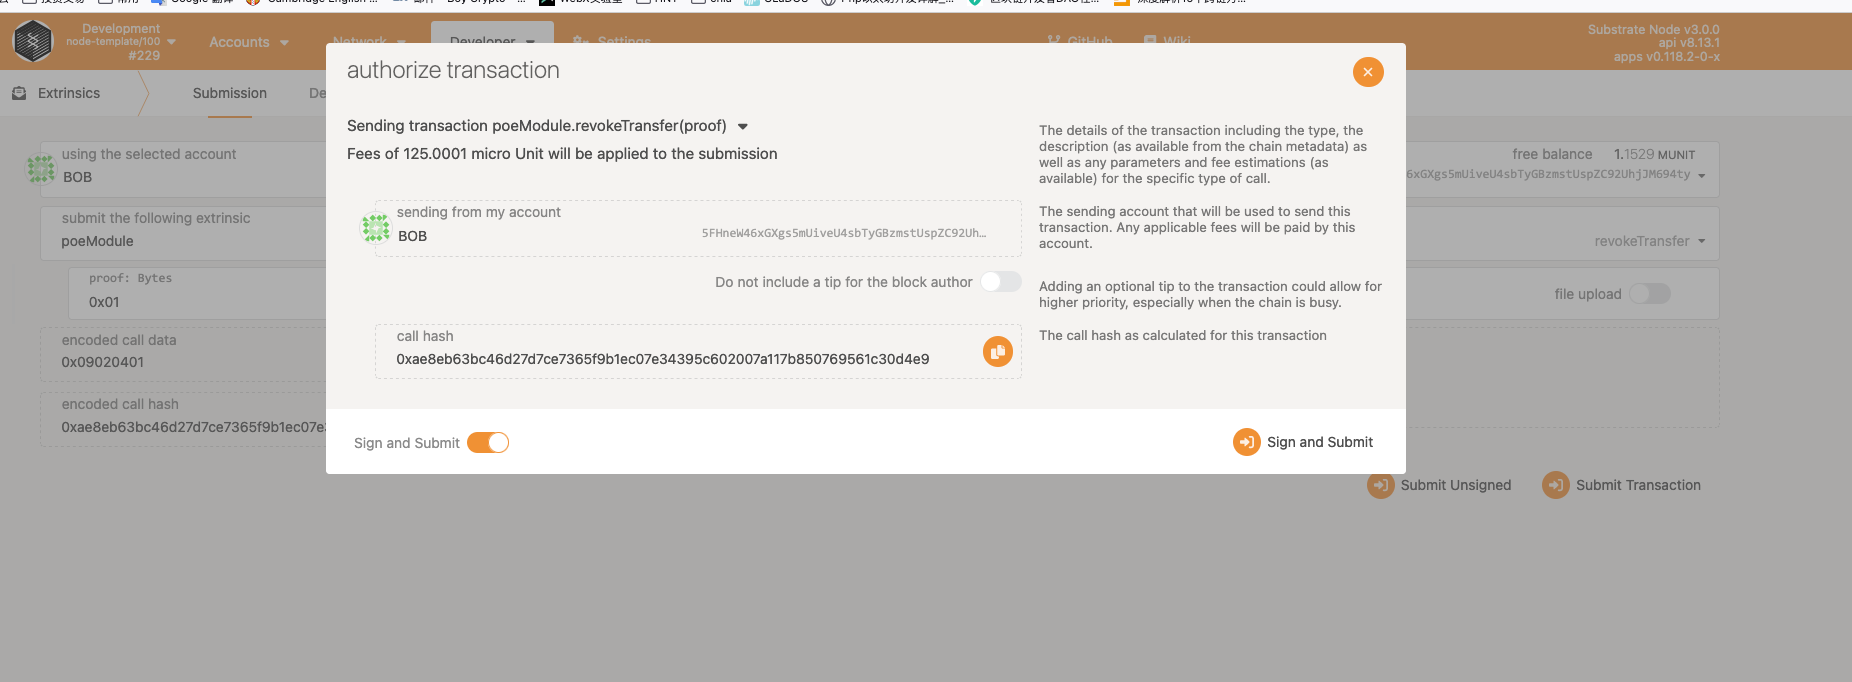 Google 翻译
Cambridge English ...
Development
node-template/100
#229
Accounts
Network
Developer
Settings
GitHub
Wiki
Substrate Node v3.0.0
api v8.13.1
apps v0.118.2-0-x
Extrinsics
Submission
De
authorize transaction
Sending transaction poeModule.revokeTransfer(proof)
Fees of 125.0001 micro Unit will be applied to the submission
The details of the transaction including the type, the
description (as available from the chain metadata) as
well as any parameters and fee estimations (as
available) for the specific type of call.
sending from my account
BOB
5FHneW46xGXgs5mUiveU4sbTyGBzmstUspZC92Uh…
The sending account that will be used to send this
transaction. Any applicable fees will be paid by this
account.
Do not include a tip for the block author
Adding an optional tip to the transaction could allow for
higher priority, especially when the chain is busy.
call hash
0xae8eb63bc46d27d7ce7365f9b1ec07e34395c602007a117b850769561c30d4e9
The call hash as calculated for this transaction
Sign and Submit
Sign and Submit
using the selected account
BOB
free balance 1.1529 MUNIT
6xGXgs5mUiveU4sbTyGBzmstUspZC92UhjJM694ty
submit the following extrinsic
poeModule
revokeTransfer
proof: Bytes
0x01
file upload
encoded call data
0x09020401
encoded call hash
0xae8eb63bc46d27d7ce7365f9b1ec07e3
Submit Unsigned
Submit Transaction